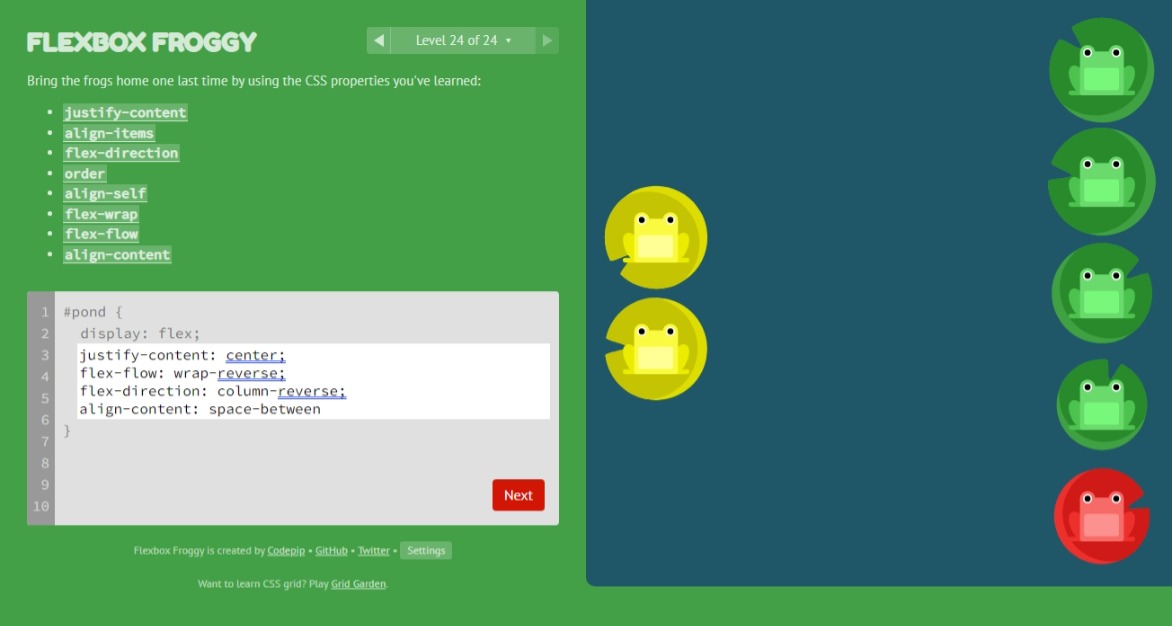 FLEXBOX FROGGY
◀ Level 24 of 24 ▾ ▶
Bring the frogs home one last time by using the CSS properties you've learned:
• justify-content
• align-items
• flex-direction
• order
• align-self
• flex-wrap
• flex-flow
• align-content
1 #pond {
2 display: flex;
3 justify-content: center;
4 flex-flow: wrap-reverse;
5 flex-direction: column-reverse;
6 align-content: space-between
7 }
8
9
10
Next
Flexbox Froggy is created by Codepip • GitHub • Twitter • Settings
Want to learn CSS grid? Play Grid Garden.